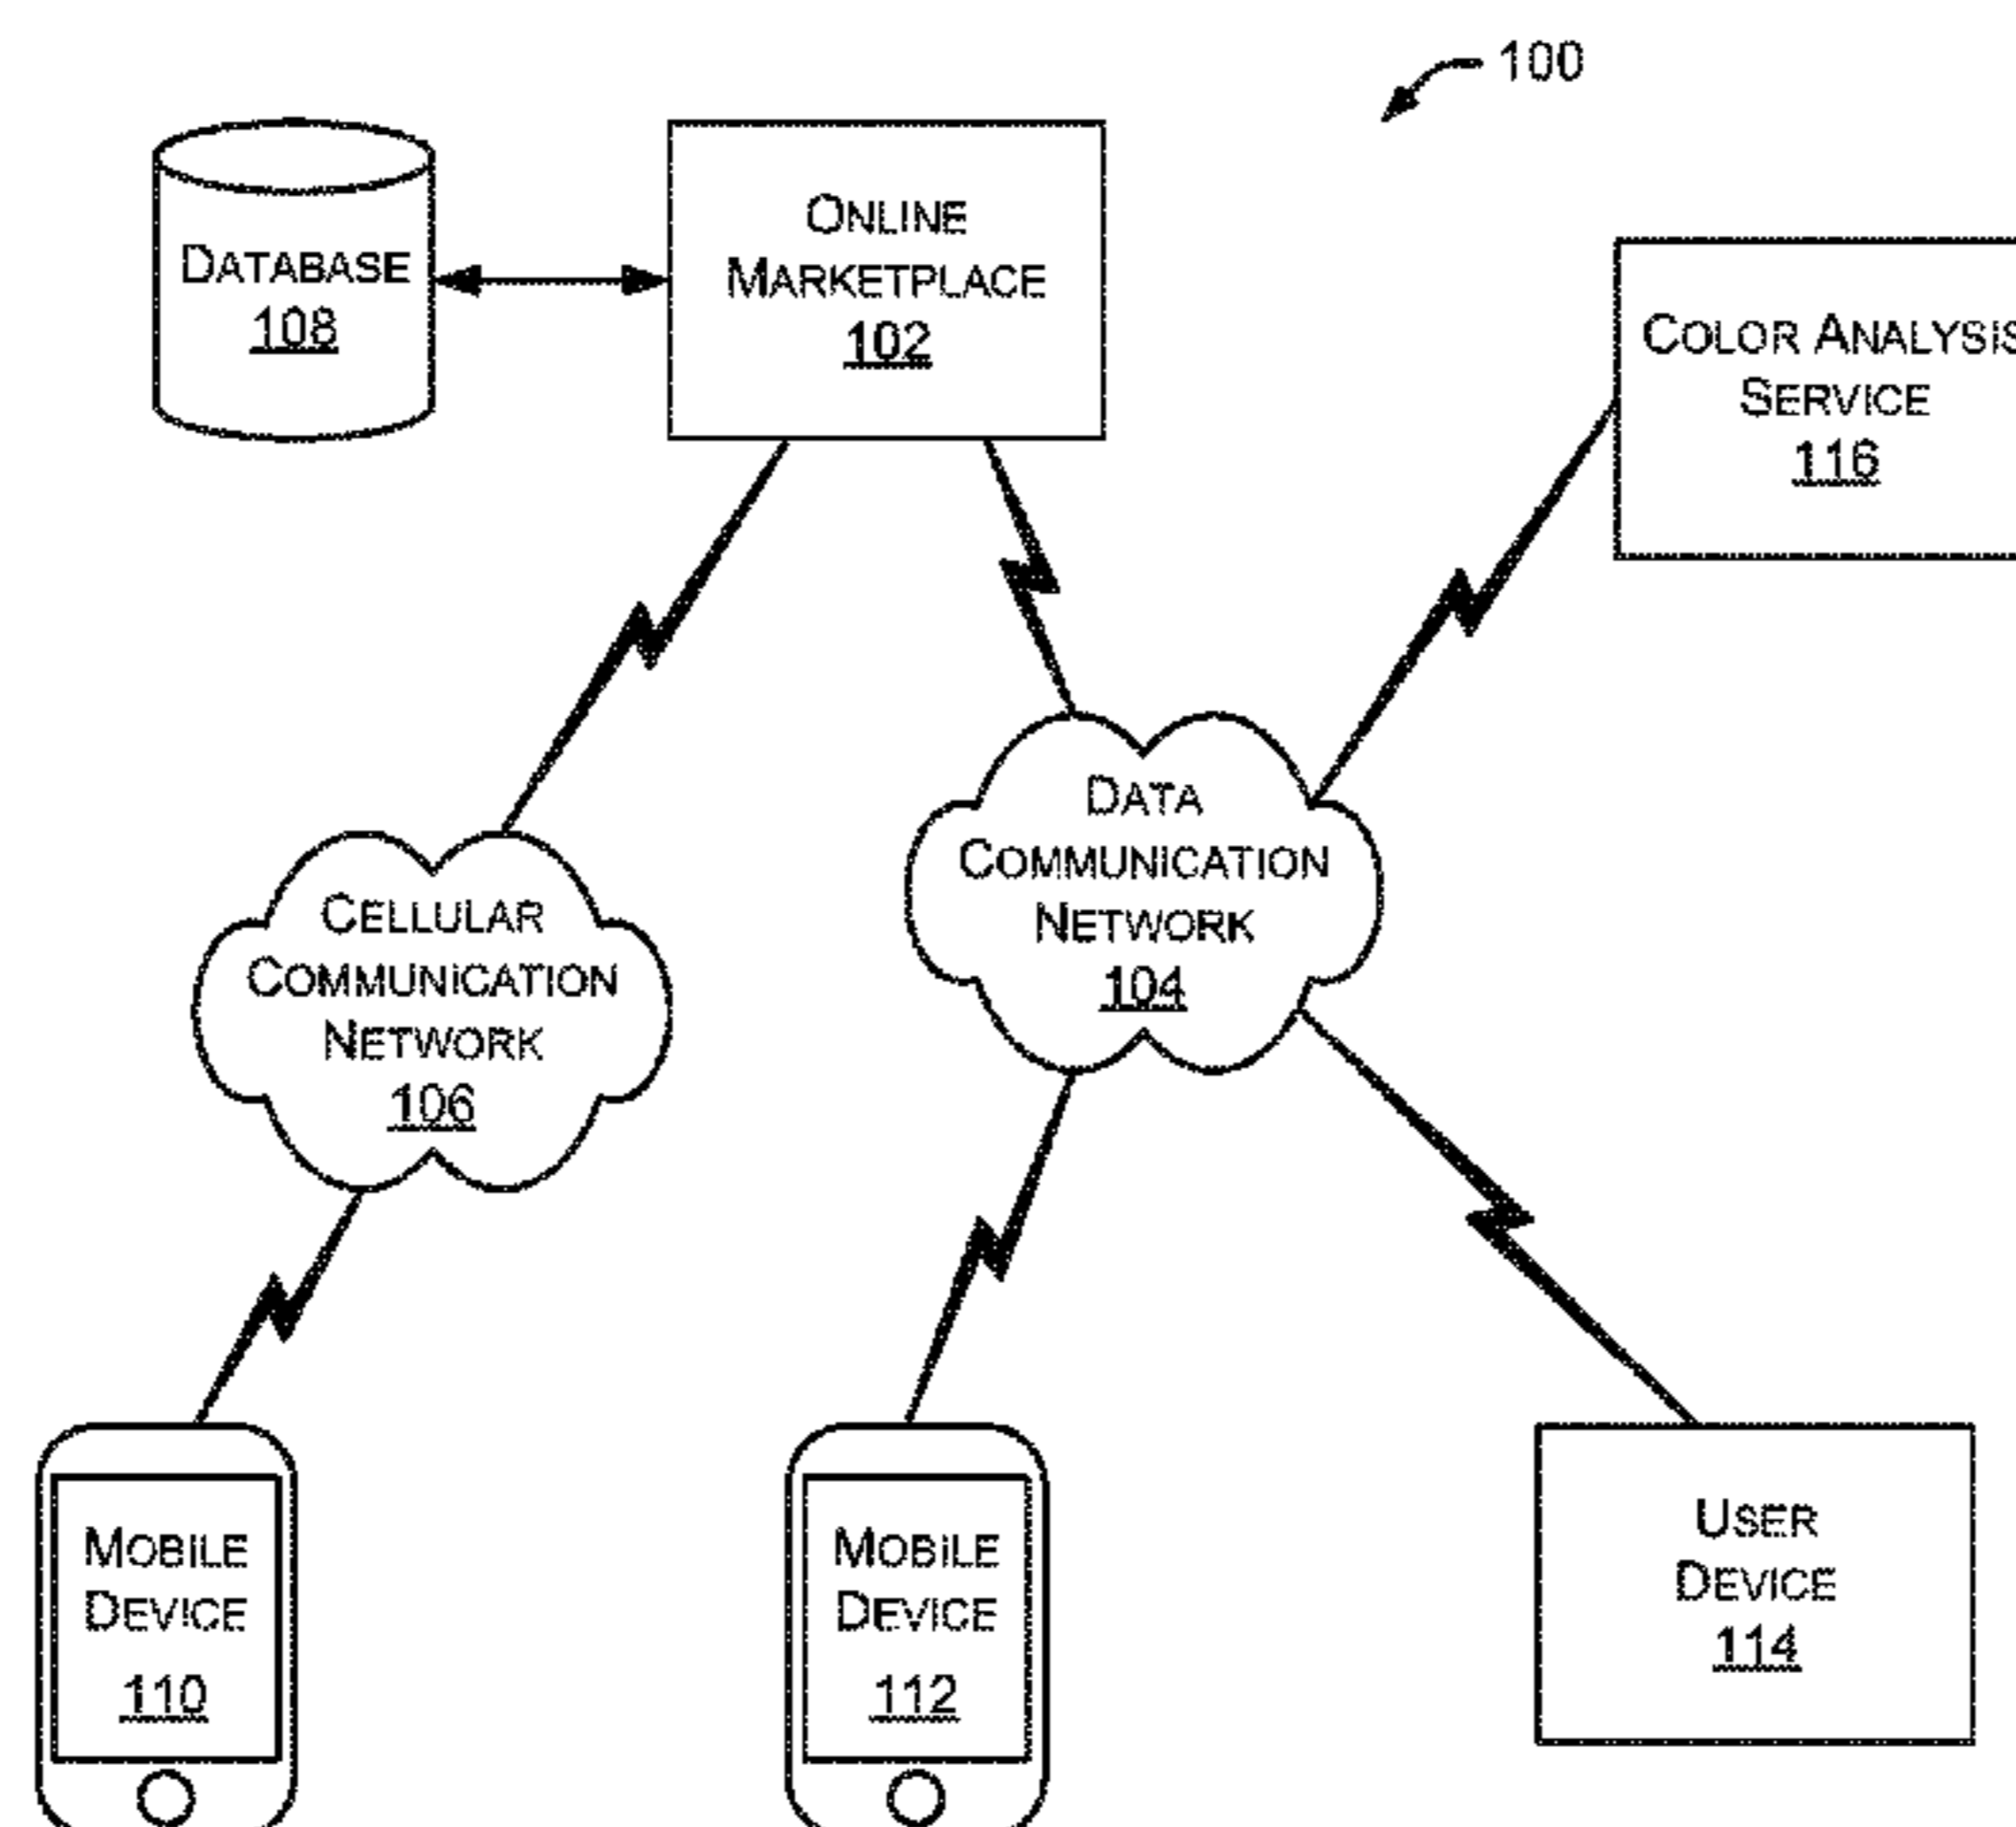 100
DATABASE
108
ONLINE
MARKETPLACE
102
COLOR ANALYSIS
SERVICE
116
DATA
COMMUNICATION
NETWORK
104
CELLULAR
COMMUNICATION
NETWORK
106
MOBILE
DEVICE
110
MOBILE
DEVICE
112
USER
DEVICE
114